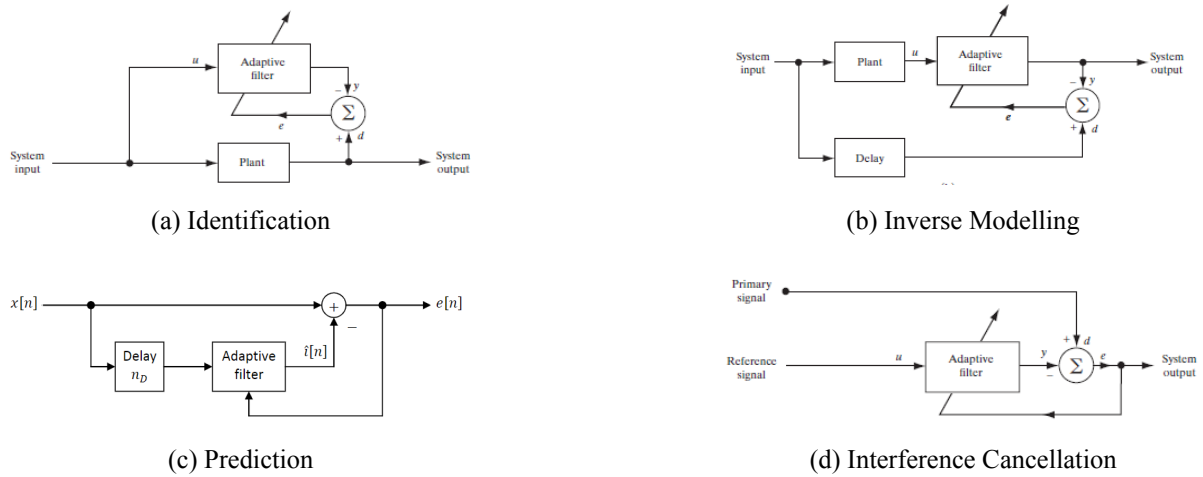 u
Adaptive
filter
− y
Σ
e
+ d
System
input
Plant
System
output
(a) Identification
System
input
Plant
u
Adaptive
filter
System
output
− y
Σ
e
+ d
Delay
(b) Inverse Modelling
x[n]
+
e[n]
−
Delay
n_D
Adaptive
filter
î[n]
(c) Prediction
Primary
signal
+ d
Reference
signal
u
Adaptive
filter
y
−
Σ
e
System
output
(d) Interference Cancellation